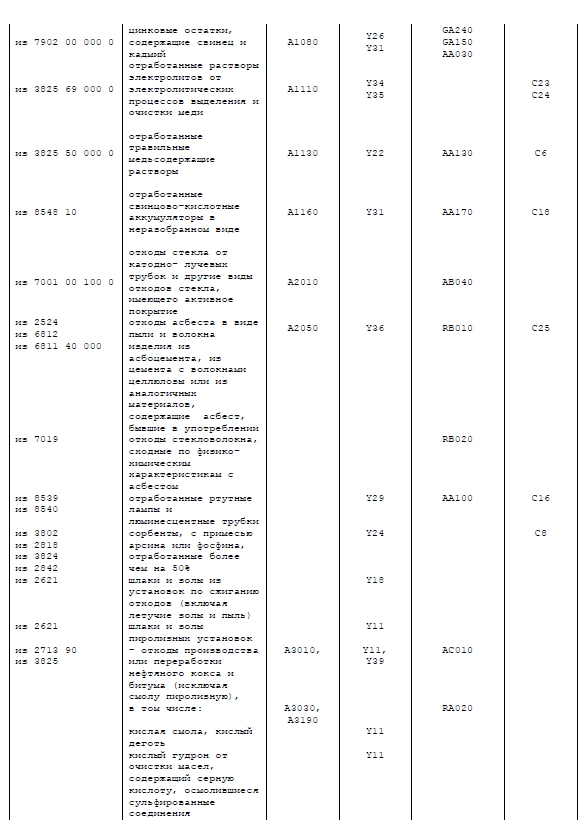 цинковые остатки, GA240
из 7902 00 000 0 содержащие свинец и A1080 Y26 GA150
кадмий Y31 AA030
отработанные растворы
электролитов от
из 3825 69 000 0 электролитических A1110 Y34 C23
процессов выделения и Y35 C24
очистки меди
отработанные
травильные
из 3825 50 000 0 медьсодержащие A1130 Y22 AA130 C6
растворы
отработанные
свинцово-кислотные
из 8548 10 аккумуляторы в A1160 Y31 AA170 C18
неразобранном виде
отходы стекла от
катодно- лучевых
из 7001 00 100 0 трубок и другие виды A2010 AB040
отходов стекла,
имеющего активное
покрытие
из 2524 отходы асбеста в виде A2050 Y36 RB010 C25
из 6812 пыли и волокна
из 6811 40 000 изделия из
асбоцемента, из
цемента с волокнами
целлюлозы или из
аналогичных
материалов,
содержащие асбест,
бывшие в употреблении
из 7019 отходы стекловолокна, RB020
сходные по физико-
химическим
характеристикам с
асбестом
из 8539 отработанные ртутные Y29 AA100 C16
из 8540 лампы и
люминесцентные трубки
из 3802 сорбенты, с примесью Y24 C8
из 2818 арсина или фосфина,
из 3824 отработанные более
из 2842 чем на 50%
из 2621 шлаки и золы из Y18
установок по сжиганию
отходов (включая
летучие золы и пыль)
из 2621 шлаки и золы Y11
пиролизных установок
из 2713 90 - отходы производства A3010, Y11, AC010
из 3825 или переработки Y39
нефтяного кокса и
битума (исключая
смолу пиролизную),
в том числе: A3030, RA020
A3190
кислая смола, кислый Y11
деготь
кислый гудрон от Y11
очистки масел,
содержащий серную
кислоту, осмолившиеся
сульфированные
соединения